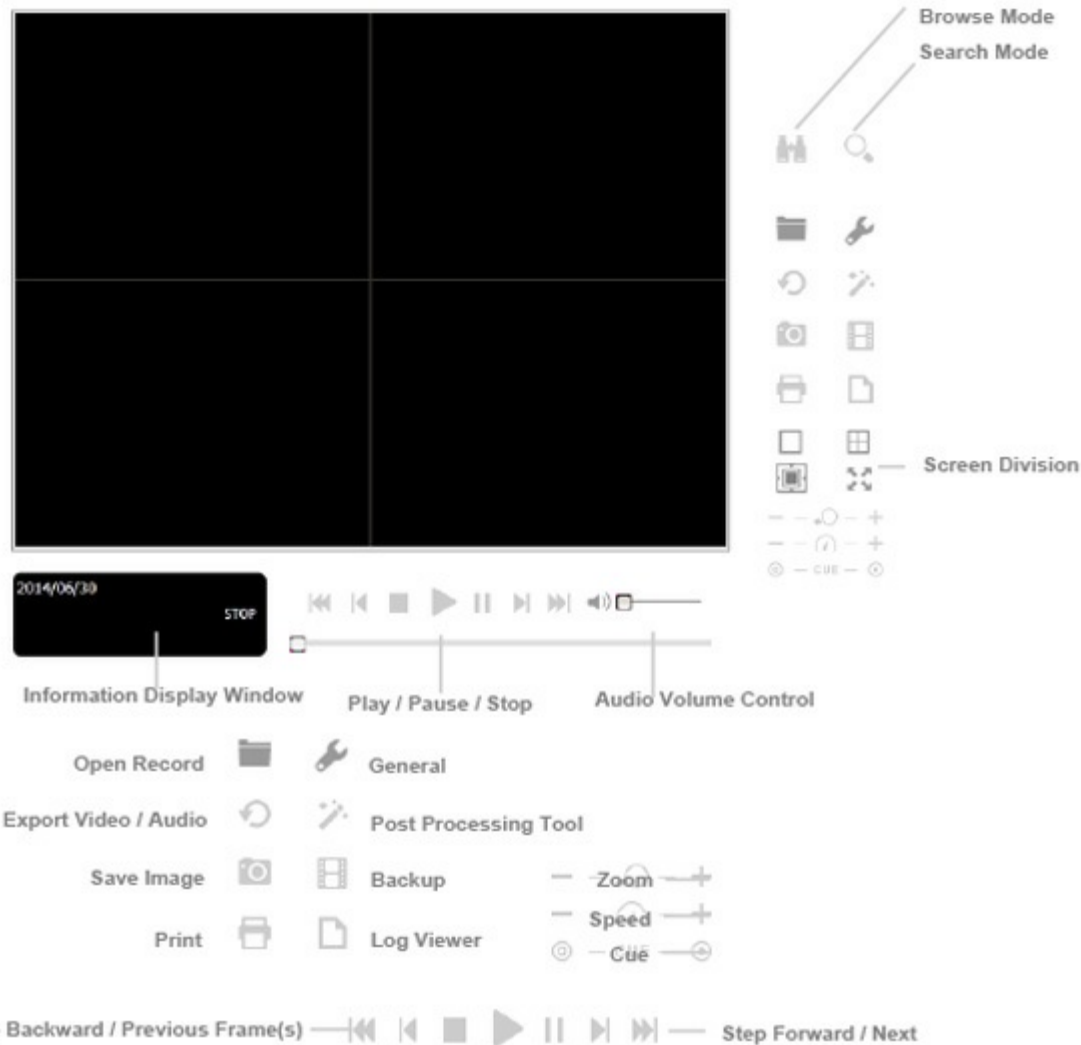 Browse Mode
Search Mode
Screen Division
CUE
2014/06/30
STOP
Information Display Window
Play / Pause / Stop
Audio Volume Control
Open Record
General
Export Video / Audio
Post Processing Tool
Save Image
Backup
Zoom
Speed
Print
Log Viewer
Cue
Backward / Previous Frame(s)
Step Forward / Next